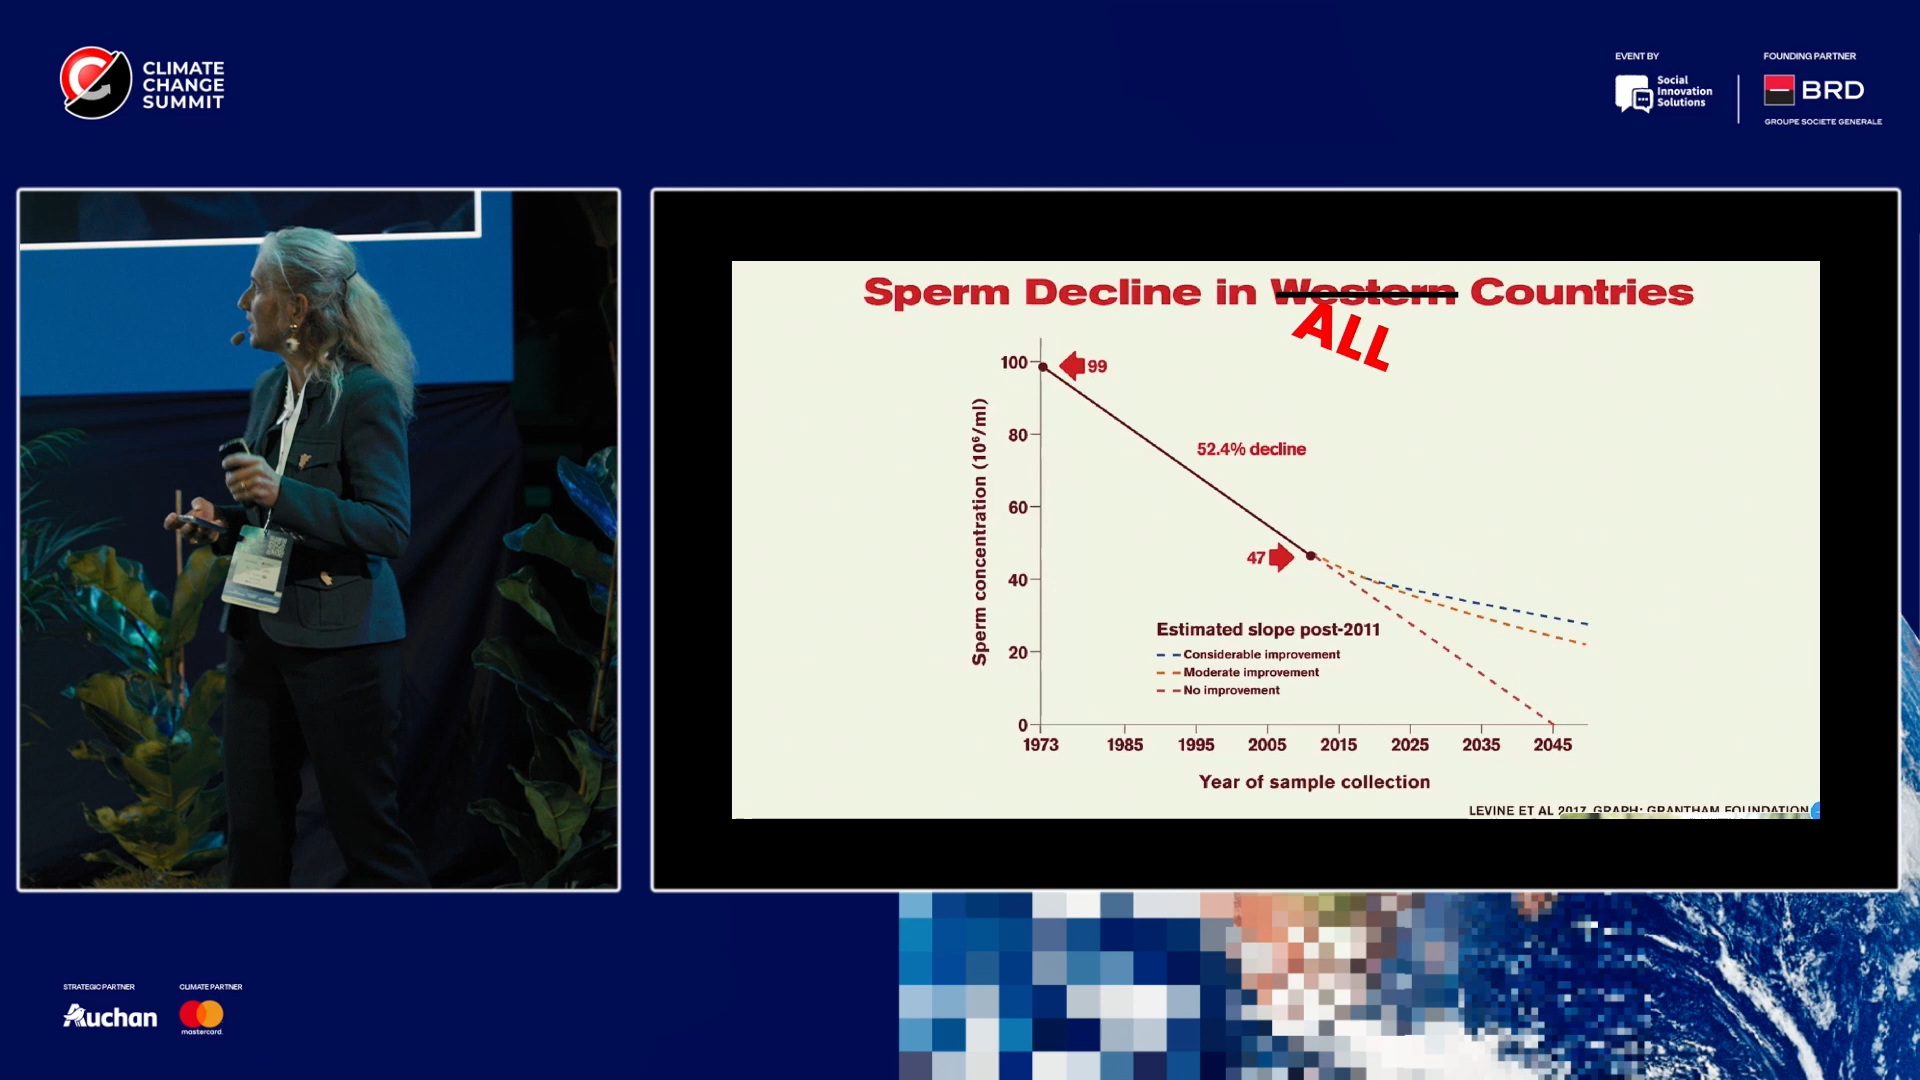 CLIMATE
CHANGE
SUMMIT
EVENT BY
Social
Innovation
Solutions
FOUNDING PARTNER
BRD
GROUPE SOCIETE GENERALE
Sperm Decline in Western Countries
ALL
Sperm concentration (10⁶/ml)
100
80
60
40
20
0
99
52.4% decline
47
Estimated slope post-2011
Considerable improvement
Moderate improvement
No improvement
1973 1985 1995 2005 2015 2025 2035 2045
Year of sample collection
LEVINE ET AL 2017. GRAPH: GRANTHAM FOUNDATION
STRATEGIC PARTNER
Auchan
CLIMATE PARTNER
mastercard.